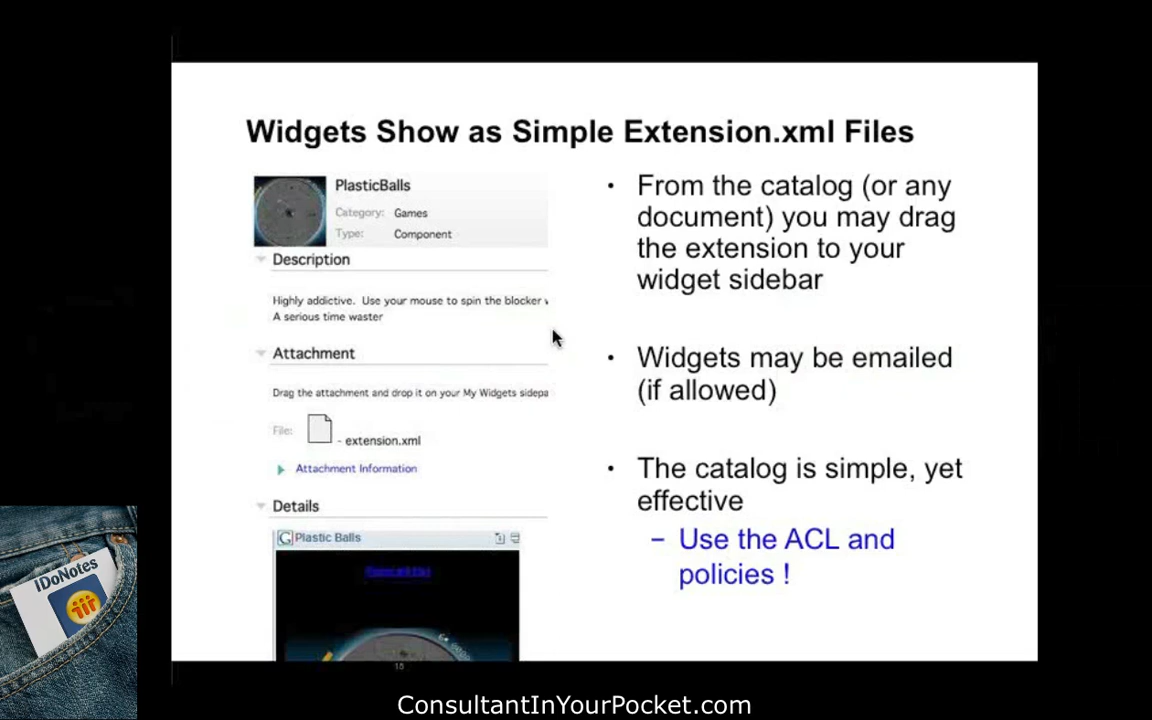 Widgets Show as Simple Extension.xml Files
PlasticBalls
Category: Games
Type: Component
Description
Highly addictive. Use your mouse to spin the blocker
A serious time waster
Attachment
Drag the attachment and drop it on your My Widgets
File: - extension.xml
Attachment Information
Details
Plastic Balls
• From the catalog (or any
document) you may drag
the extension to your
widget sidebar
• Widgets may be emailed
(if allowed)
• The catalog is simple, yet
effective
– Use the ACL and
policies !
IDoNotes
ConsultantInYourPocket.com